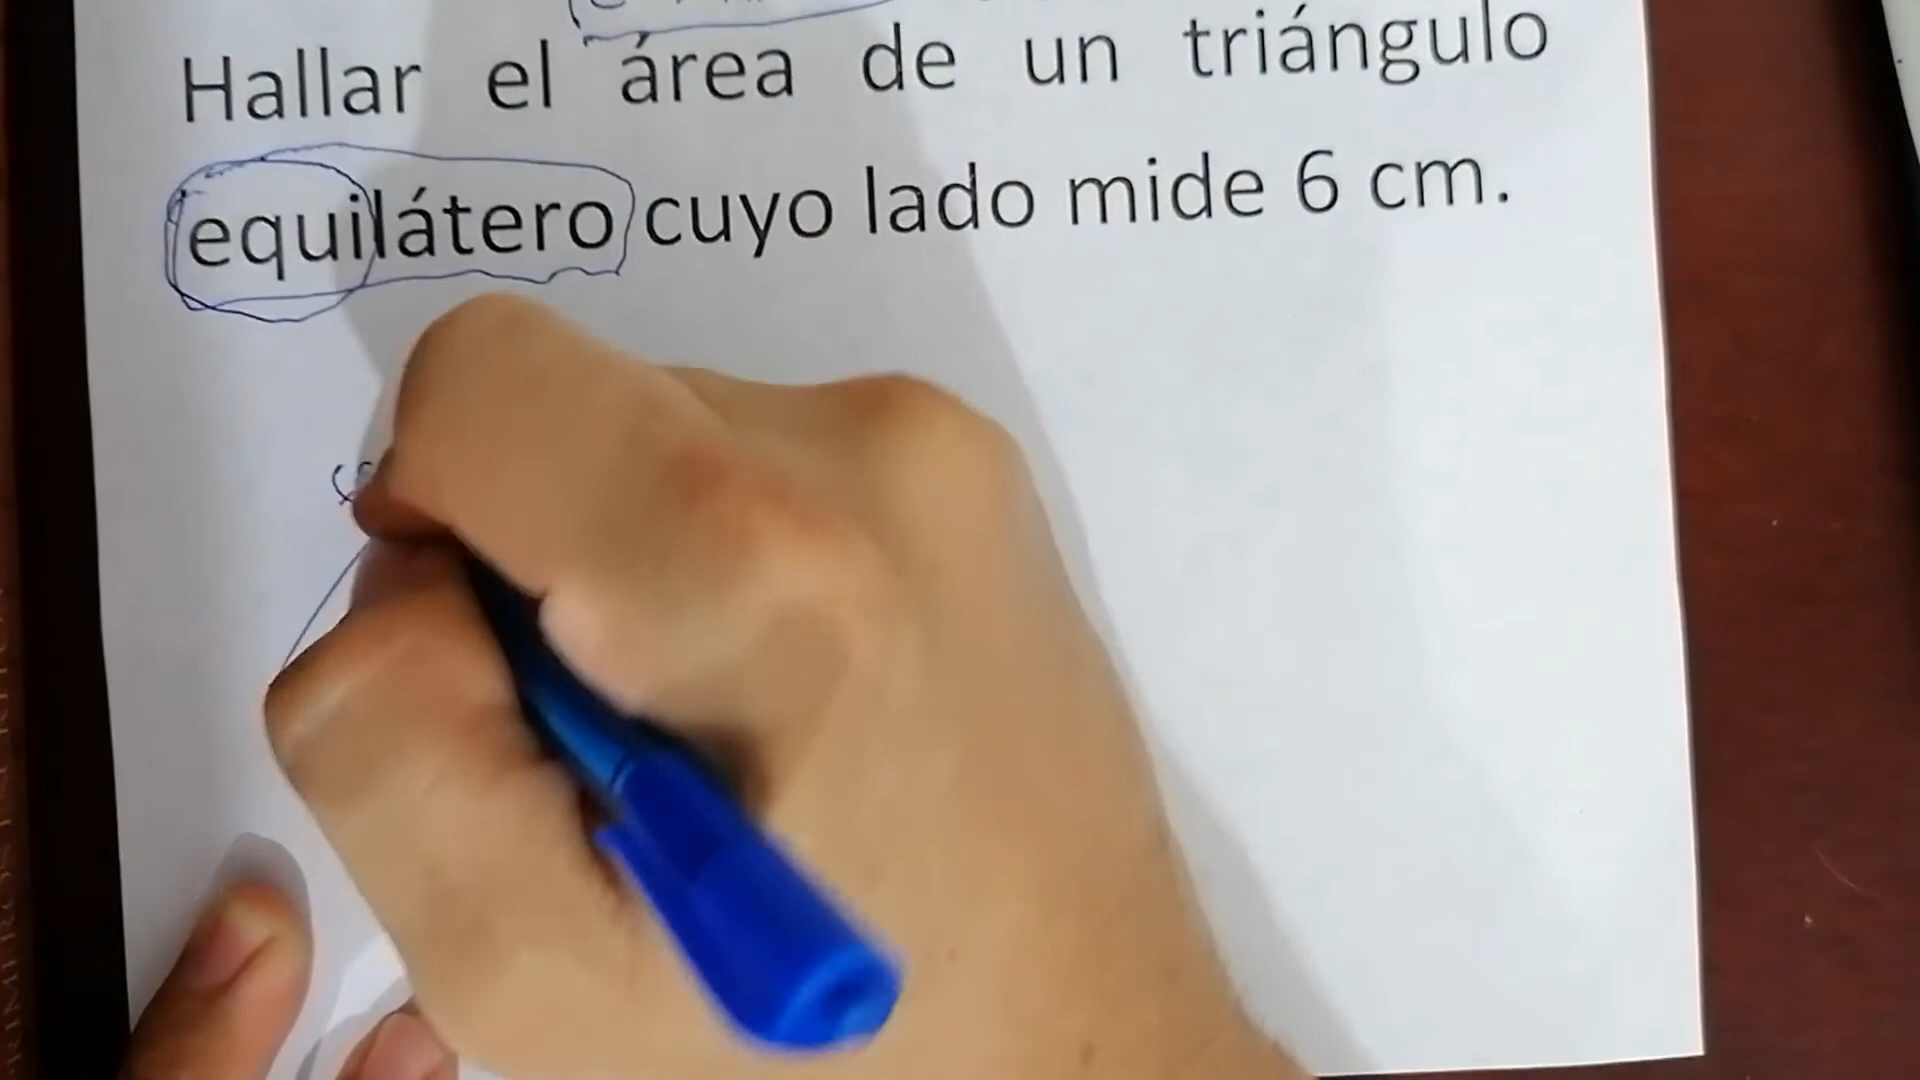 Hallar el área de un triángulo
equilátero cuyo lado mide 6 cm.